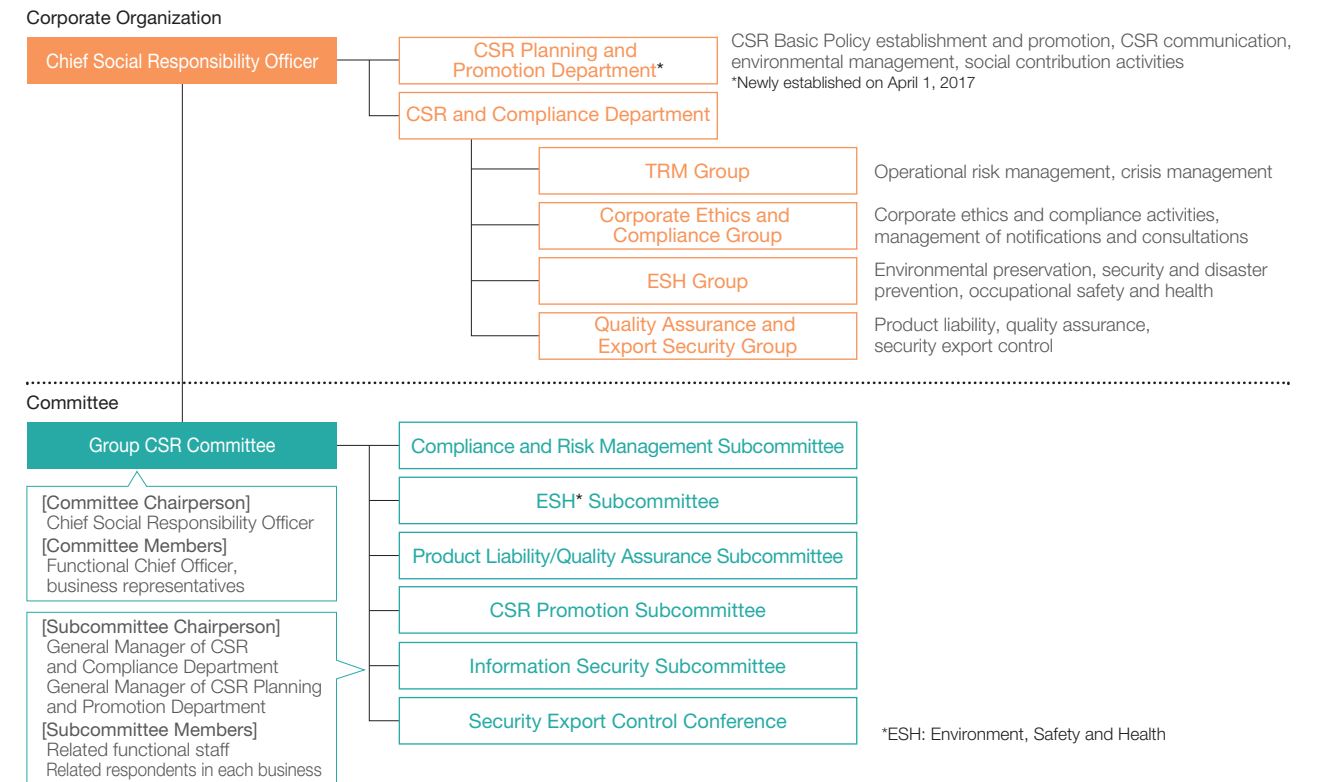 Corporate Organization
Chief Social Responsibility Officer
CSR Planning and
Promotion Department*
CSR Basic Policy establishment and promotion, CSR communication,
environmental management, social contribution activities
*Newly established on April 1, 2017
CSR and Compliance Department
TRM Group
Operational risk management, crisis management
Corporate Ethics and
Compliance Group
Corporate ethics and compliance activities,
management of notifications and consultations
ESH Group
Environmental preservation, security and disaster
prevention, occupational safety and health
Quality Assurance and
Export Security Group
Product liability, quality assurance,
security export control
Committee
Group CSR Committee
[Committee Chairperson]
Chief Social Responsibility Officer
[Committee Members]
Functional Chief Officer,
business representatives
[Subcommittee Chairperson]
General Manager of CSR
and Compliance Department
General Manager of CSR Planning
and Promotion Department
[Subcommittee Members]
Related functional staff
Related respondents in each business
Compliance and Risk Management Subcommittee
ESH* Subcommittee
Product Liability/Quality Assurance Subcommittee
CSR Promotion Subcommittee
Information Security Subcommittee
Security Export Control Conference
*ESH: Environment, Safety and Health